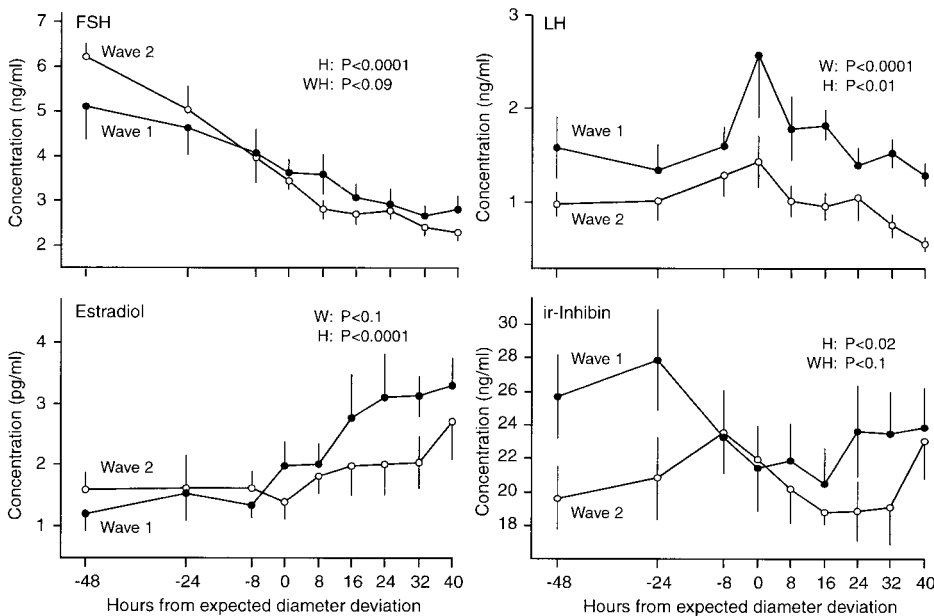 FSH
Concentration (ng/ml)
7
6
5
4
3
2
Wave 2
Wave 1
H: P<0.0001
WH: P<0.09
LH
Concentration (ng/ml)
3
2
1
Wave 1
Wave 2
W: P<0.0001
H: P<0.01
Estradiol
Concentration (pg/ml)
4
3
2
1
Wave 2
Wave 1
W: P<0.1
H: P<0.0001
-48 -24 -8 0 8 16 24 32 40
Hours from expected diameter deviation
ir-Inhibin
Concentration (ng/ml)
30
28
26
24
22
20
18
Wave 1
Wave 2
H: P<0.02
WH: P<0.1
-48 -24 -8 0 8 16 24 32 40
Hours from expected diameter deviation